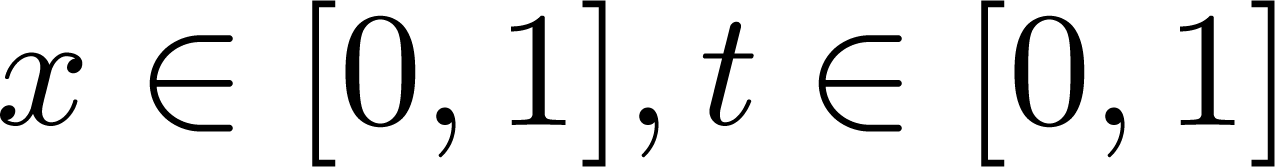 x ∈ [0, 1], t ∈ [0, 1]